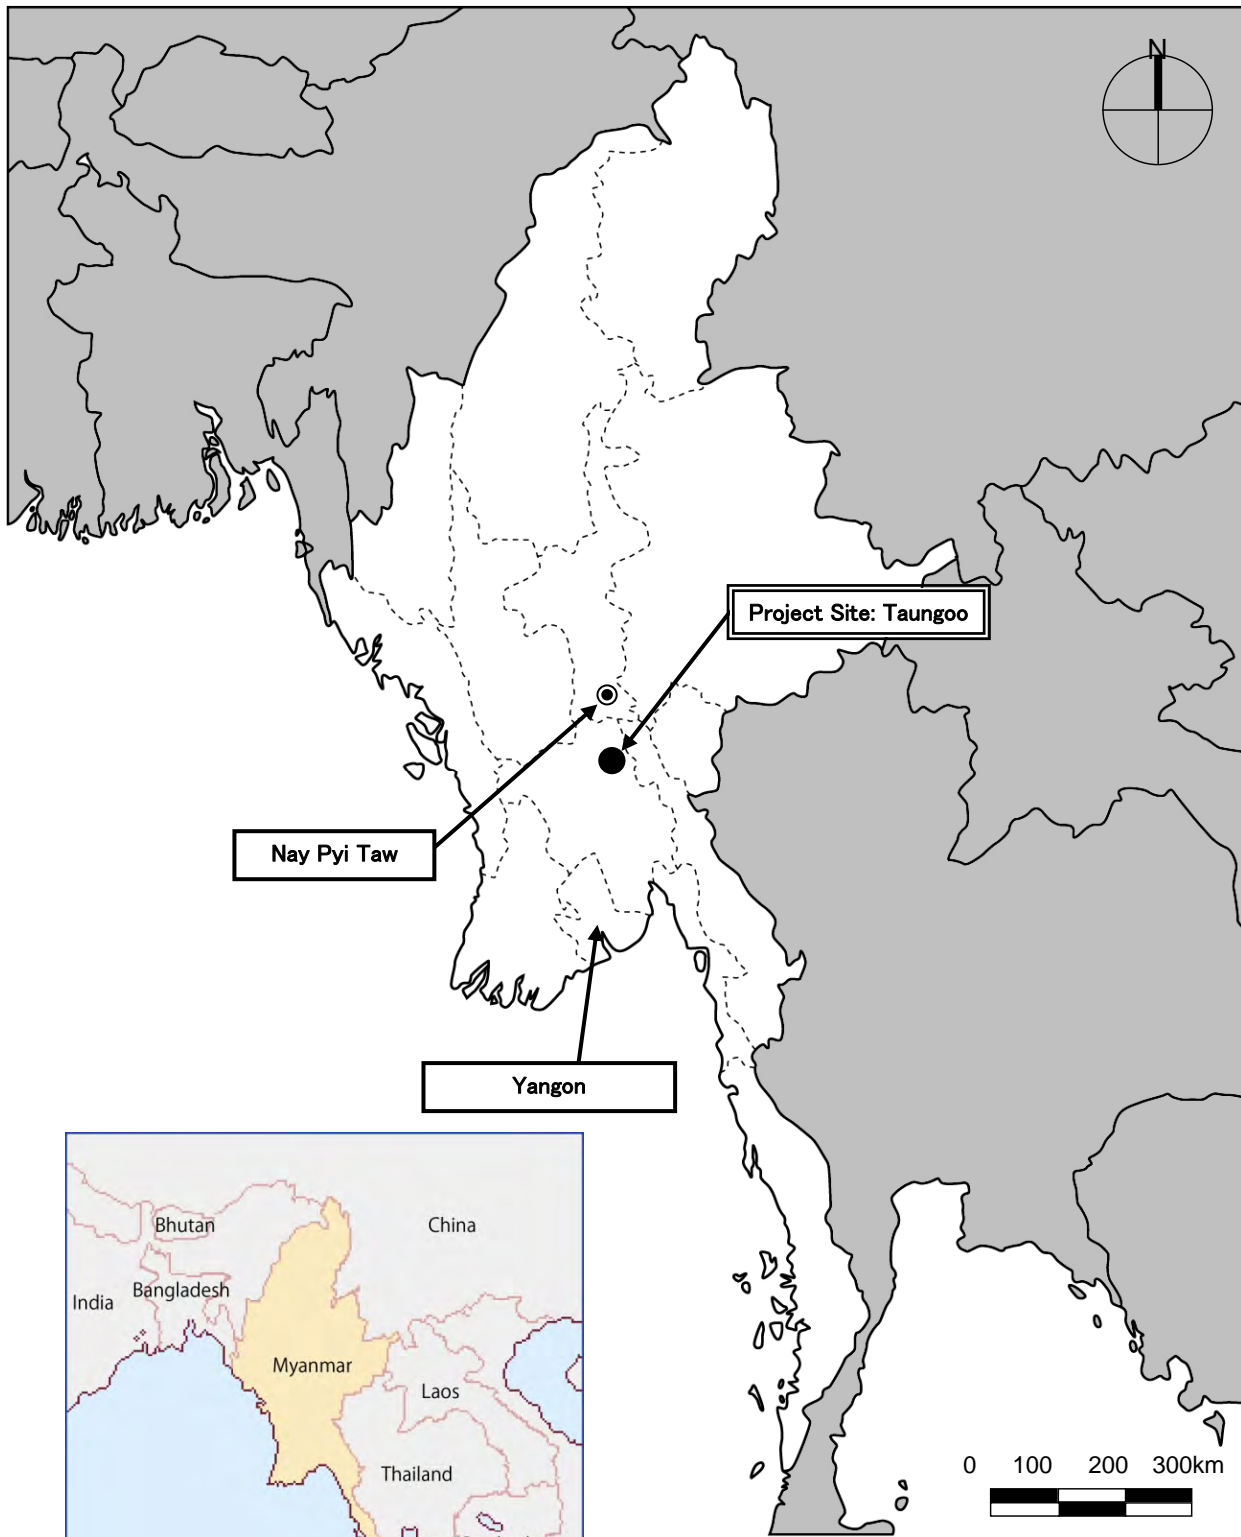 N
Project Site: Taungoo
Nay Pyi Taw
Yangon
Bhutan
China
India
Bangladesh
Myanmar
Laos
Thailand
0 100 200 300km